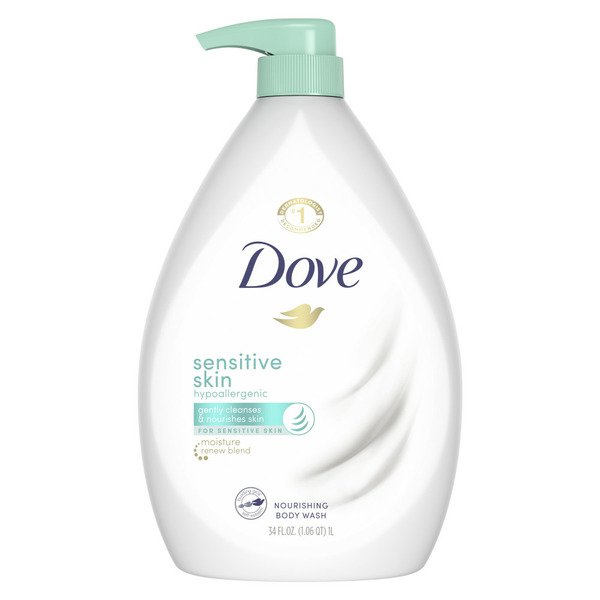 DERMATOLOGIST
#1
RECOMMENDED
Dove
sensitive
skin
hypoallergenic
gently cleanses
& nourishes skin
FOR SENSITIVE SKIN
moisture
renew blend
NOURISHING
BODY WASH
34 FL.OZ. (1.06 QT) 1L